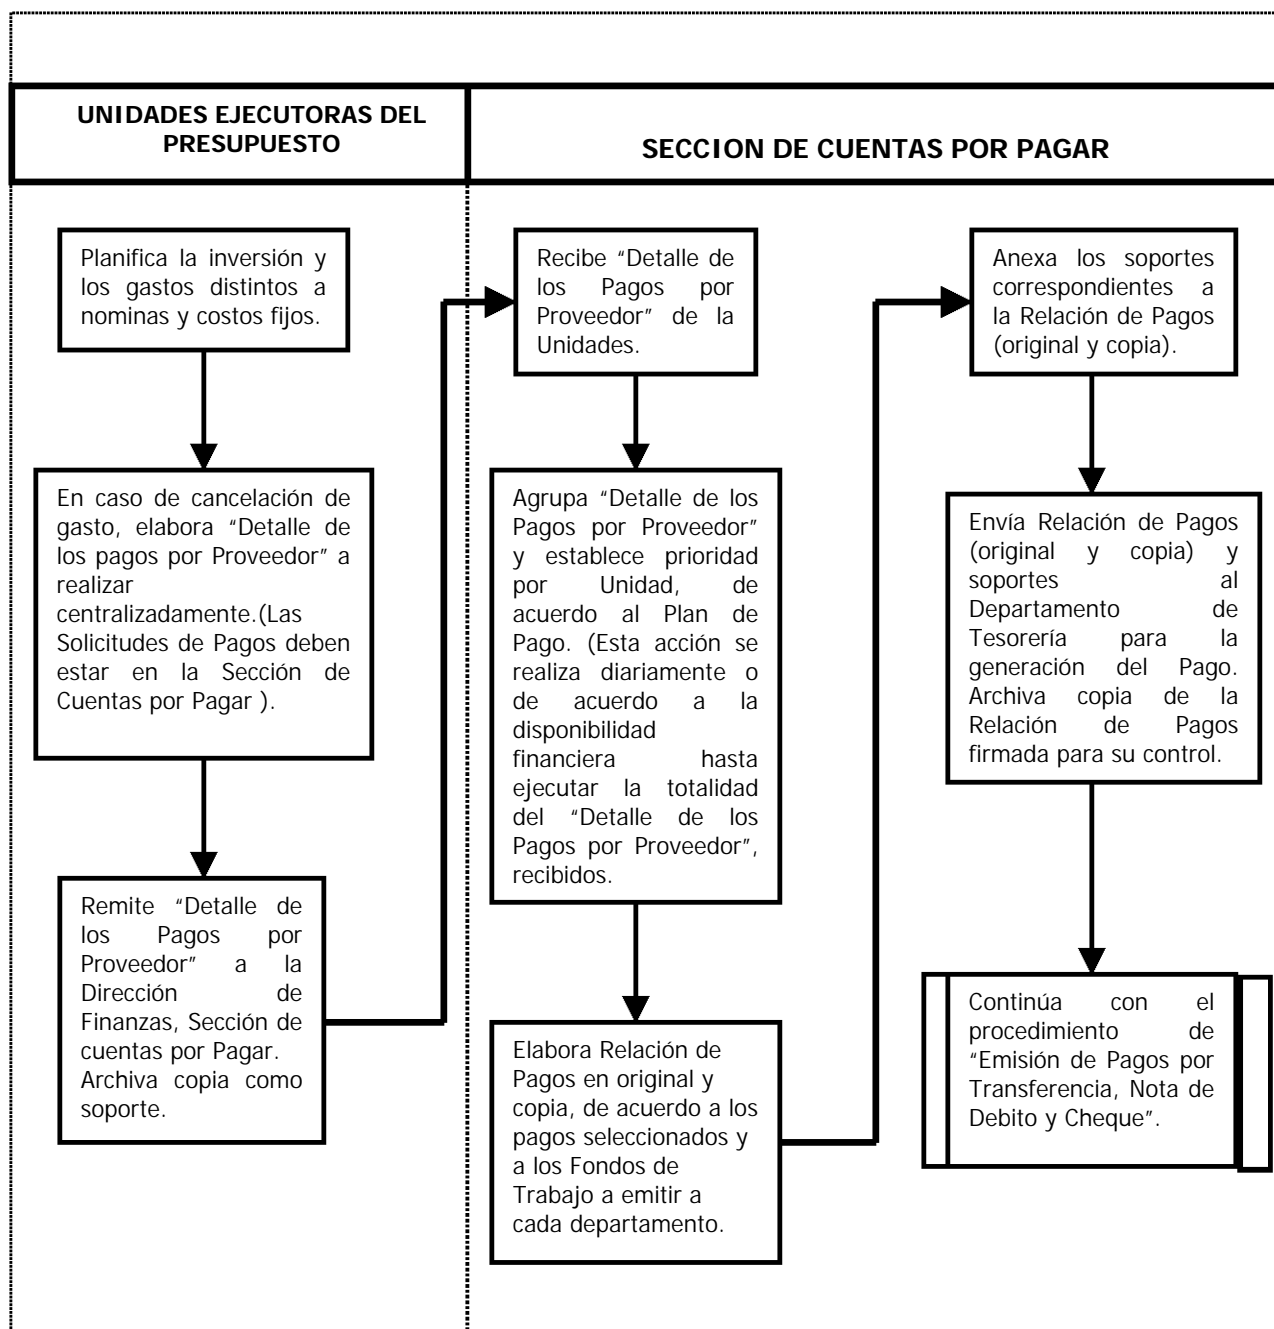 UNIDADES EJECUTORAS DEL
PRESUPUESTO
SECCION DE CUENTAS POR PAGAR
Planifica la inversión y
los gastos distintos a
nominas y costos fijos.
En caso de cancelación de
gasto, elabora “Detalle de
los pagos por Proveedor” a
realizar
centralizadamente.(Las
Solicitudes de Pagos deben
estar en la Sección de
Cuentas por Pagar ).
Remite “Detalle de
los Pagos por
Proveedor” a la
Dirección de
Finanzas, Sección de
cuentas por Pagar.
Archiva copia como
soporte.
Recibe “Detalle de
los Pagos por
Proveedor” de la
Unidades.
Agrupa “Detalle de los
Pagos por Proveedor”
y establece prioridad
por Unidad, de
acuerdo al Plan de
Pago. (Esta acción se
realiza diariamente o
de acuerdo a la
disponibilidad
financiera hasta
ejecutar la totalidad
del “Detalle de los
Pagos por Proveedor”,
recibidos.
Elabora Relación de
Pagos en original y
copia, de acuerdo a los
pagos seleccionados y
a los Fondos de
Trabajo a emitir a
cada departamento.
Anexa los soportes
correspondientes a
la Relación de Pagos
(original y copia).
Envía Relación de Pagos
(original y copia) y
soportes al
Departamento de
Tesorería para la
generación del Pago.
Archiva copia de la
Relación de Pagos
firmada para su control.
Continúa con el
procedimiento de
“Emisión de Pagos por
Transferencia, Nota de
Debito y Cheque”.